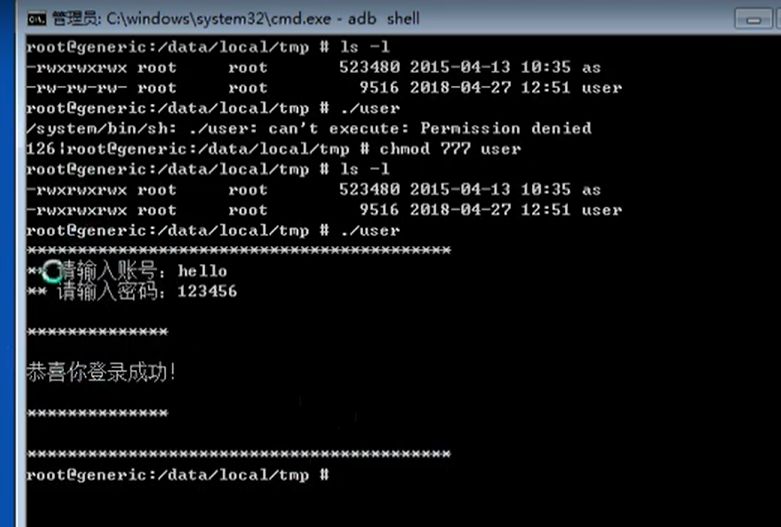 管理员: C:\windows\system32\cmd.exe - adb shell
root@generic:/data/local/tmp # ls -l
-rwxrwxrwx root     root       523480 2015-04-13 10:35 as
-rw-rw-rw- root     root         9516 2018-04-27 12:51 user
root@generic:/data/local/tmp # ./user
/system/bin/sh: ./user: can't execute: Permission denied
126|root@generic:/data/local/tmp # chmod 777 user
root@generic:/data/local/tmp # ls -l
-rwxrwxrwx root     root       523480 2015-04-13 10:35 as
-rwxrwxrwx root     root         9516 2018-04-27 12:51 user
root@generic:/data/local/tmp # ./user
******************************************
** 请输入账号：hello
** 请输入密码：123456
**************
恭喜你登录成功!
**************
******************************************
root@generic:/data/local/tmp #